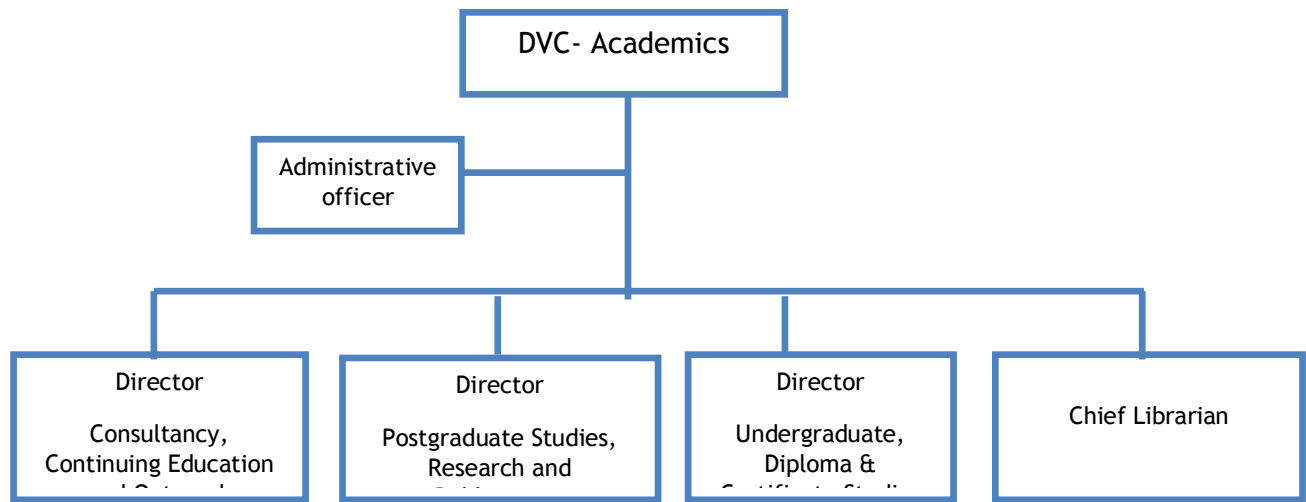 DVC- Academics
Administrative
officer
Director
Consultancy,
Continuing Education
Director
Postgraduate Studies,
Research and
Director
Undergraduate,
Diploma &
Chief Librarian